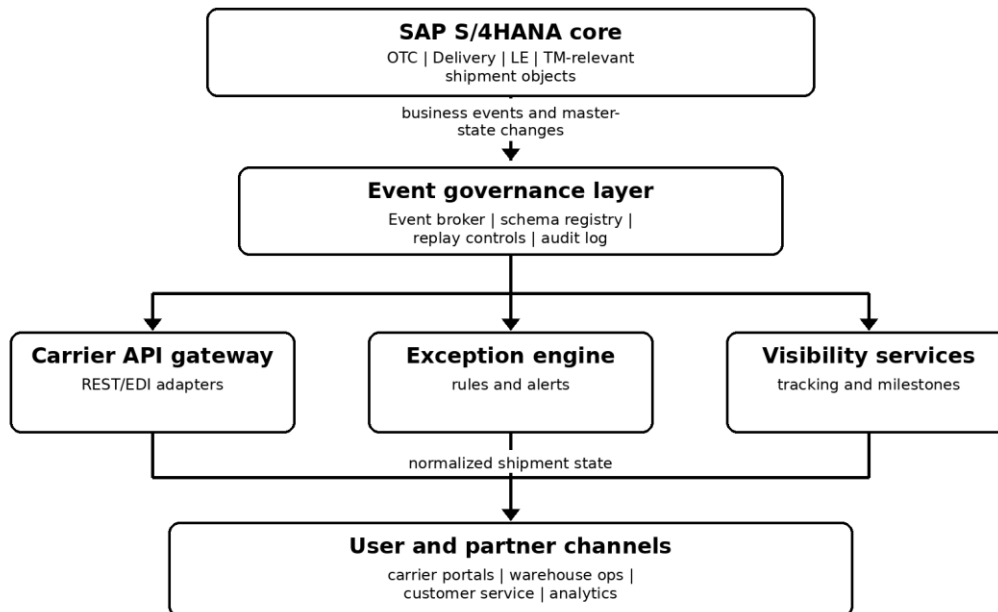 SAP S/4HANA core
OTC | Delivery | LE | TM-relevant
shipment objects
business events and master-
state changes
Event governance layer
Event broker | schema registry |
replay controls | audit log
Carrier API gateway
REST/EDI adapters
Exception engine
rules and alerts
Visibility services
tracking and milestones
normalized shipment state
User and partner channels
carrier portals | warehouse ops |
customer service | analytics